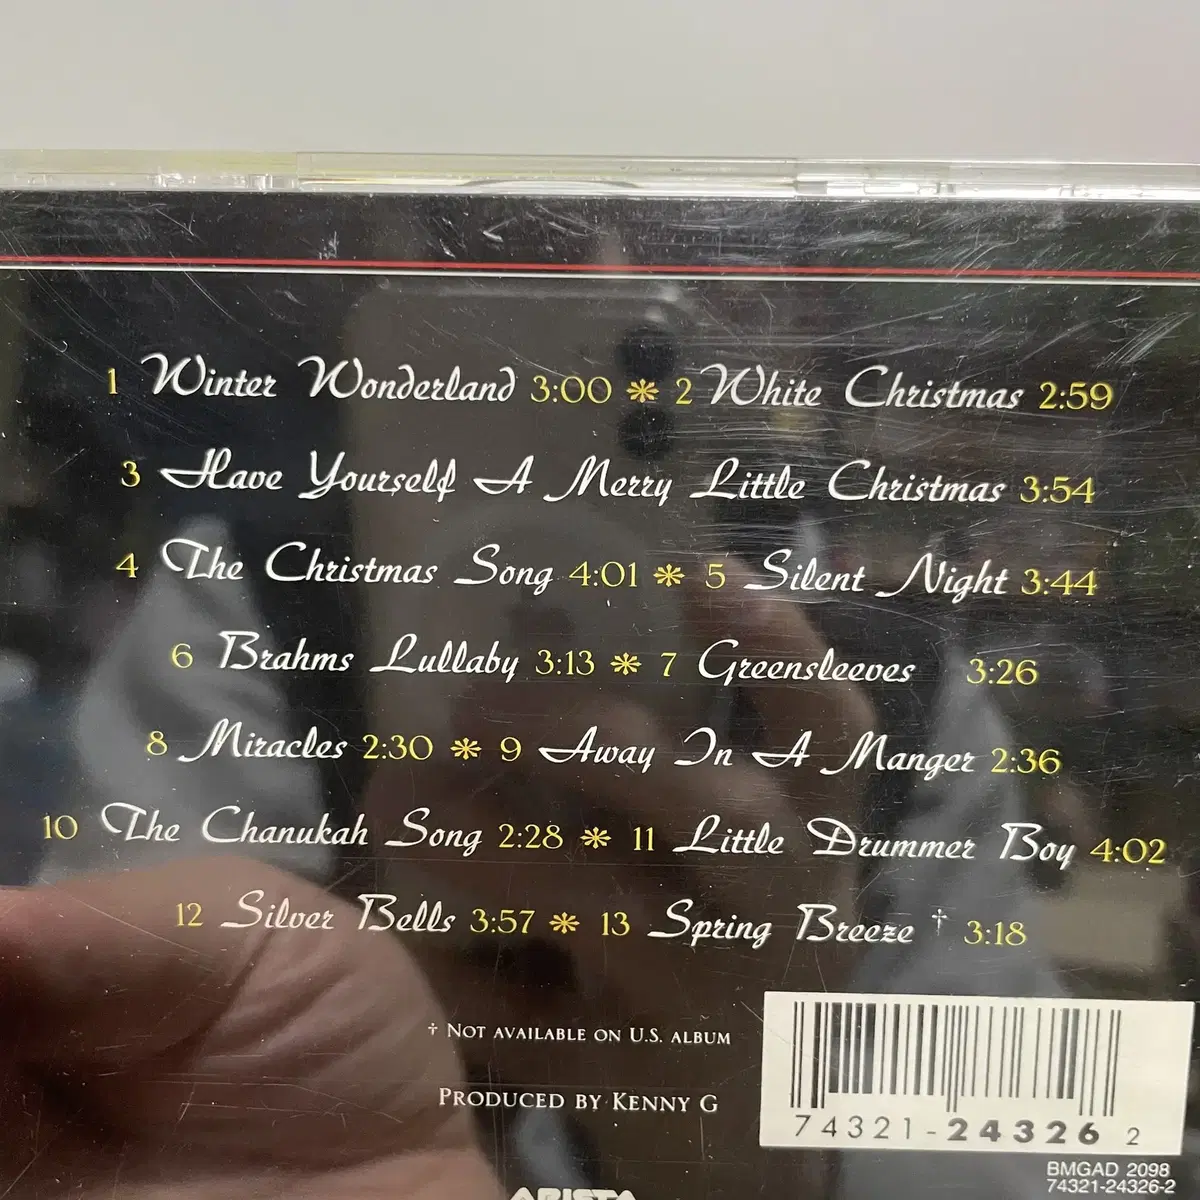 1 Winter Wonderland 3:00 * 2 White Christmas 2:59
3 Have Yourself A Merry Little Christmas 3:54
4 The Christmas Song 4:01 * 5 Silent Night 3:44
6 Brahms Lullaby 3:13 * 7 Greensleeves 3:26
8 Miracles 2:30 * 9 Away In A Manger 2:36
10 The Chanukah Song 2:28 * 11 Little Drummer Boy 4:02
12 Silver Bells 3:57 * 13 Spring Breeze † 3:18
† NOT AVAILABLE ON U.S. ALBUM
PRODUCED BY KENNY G
74321-24326 2
BMGAD 2098
74321-24326-2
ARISTA